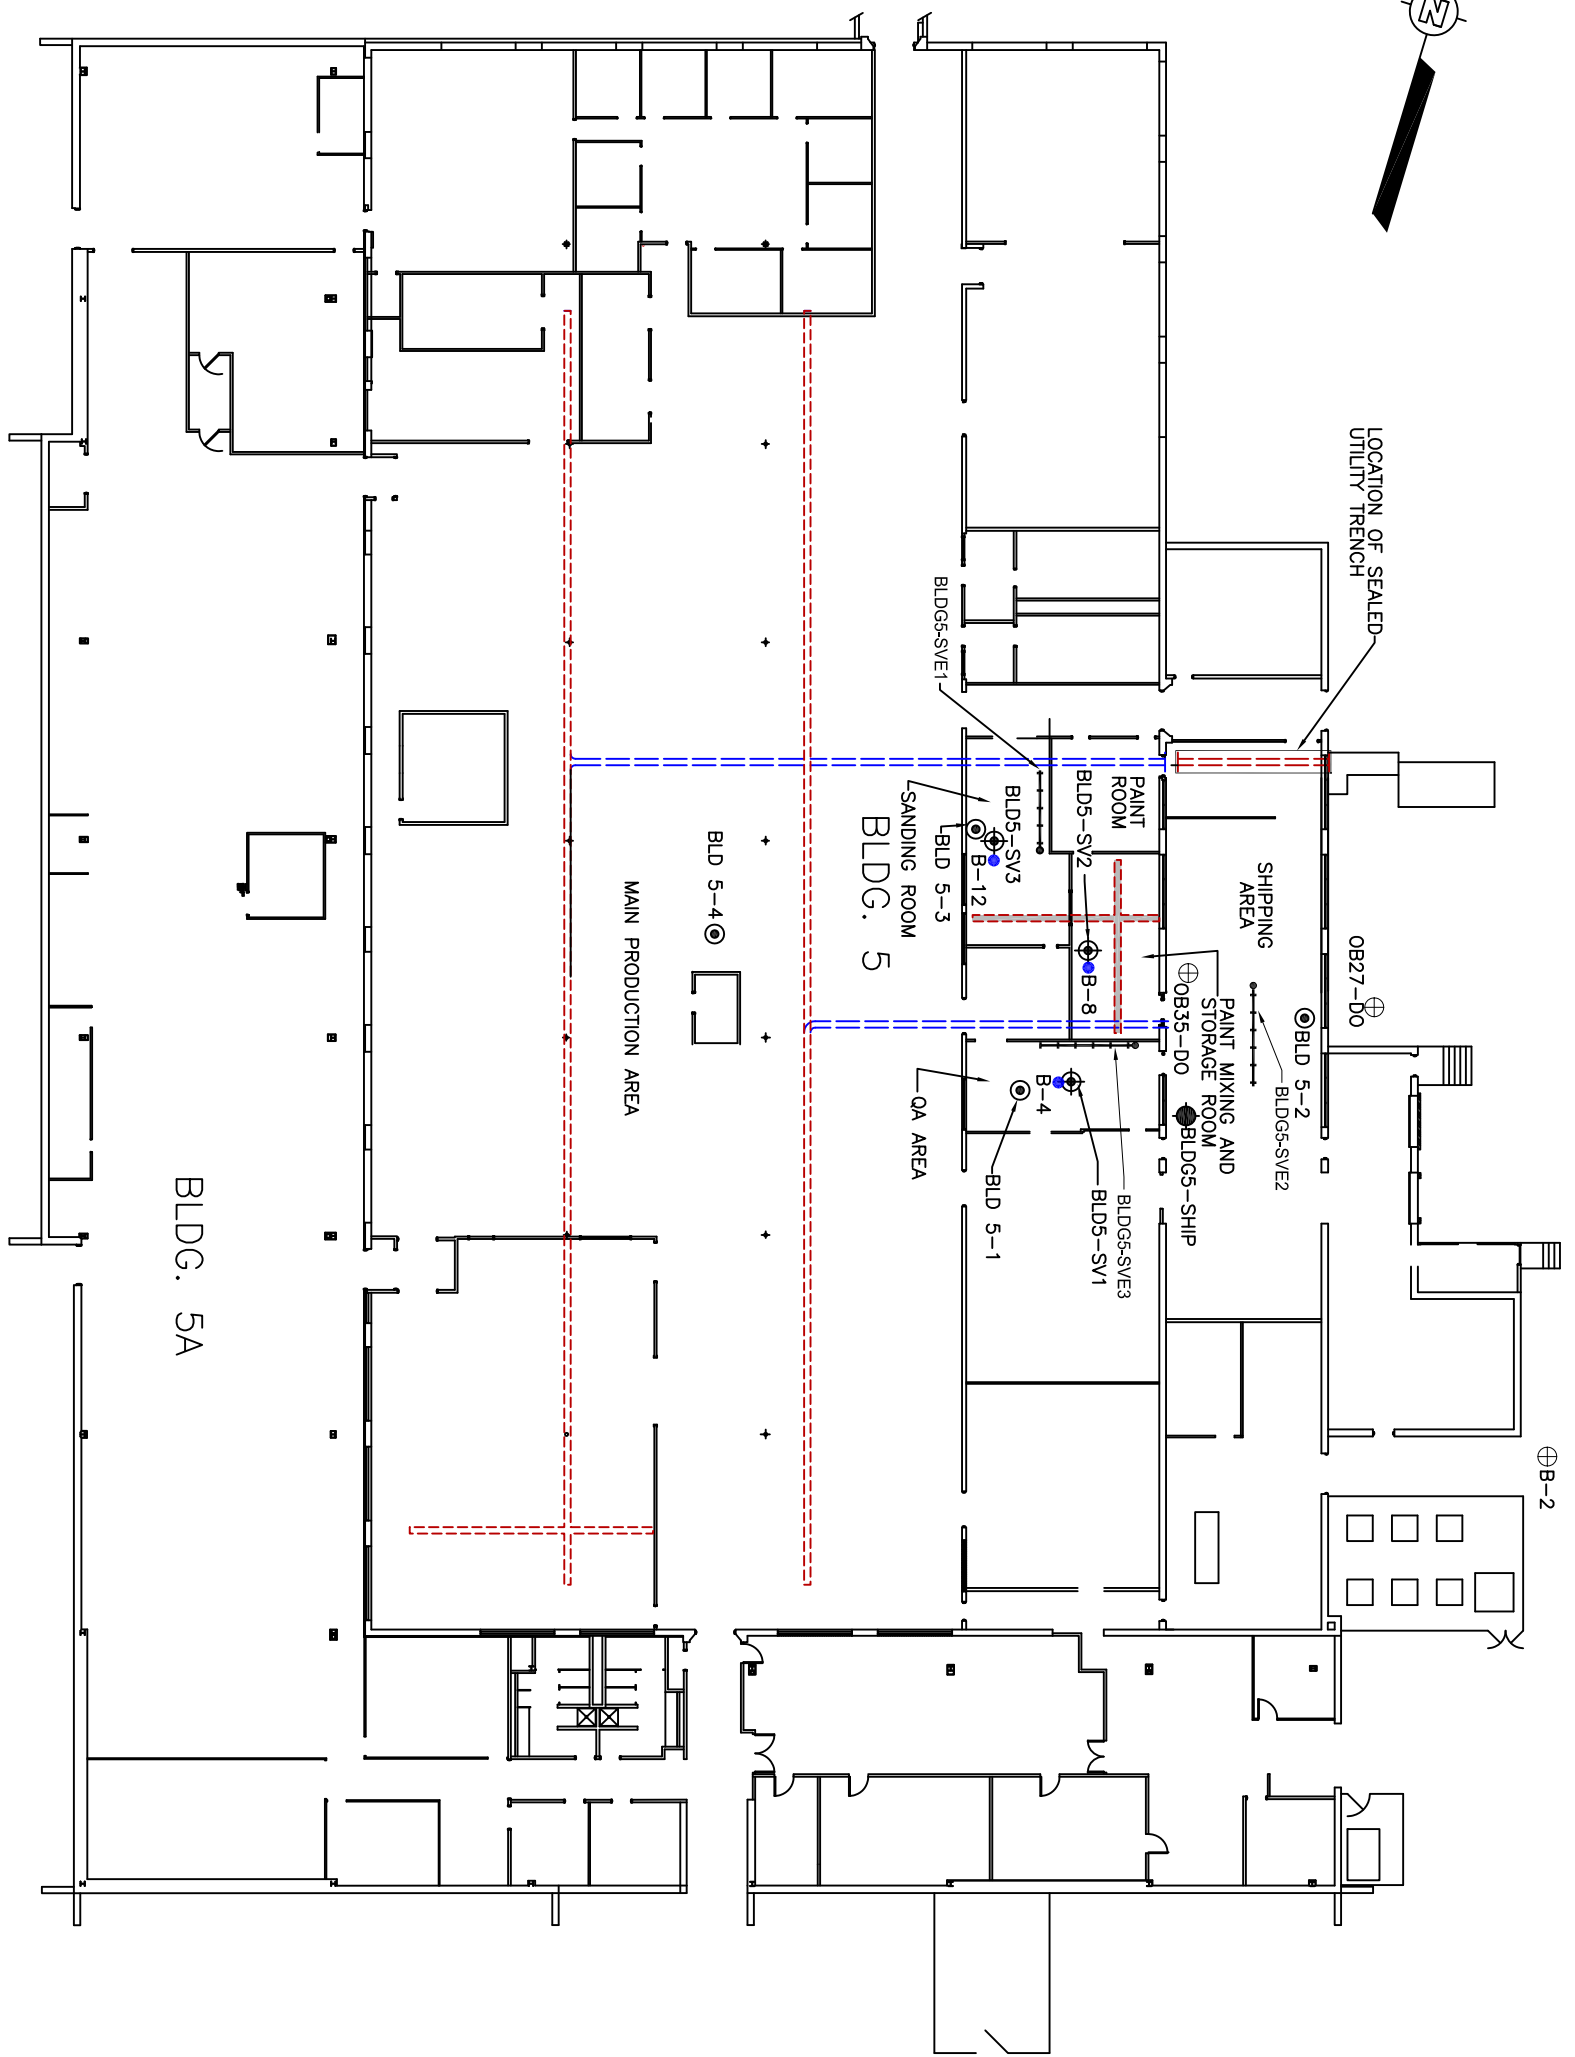 N
LOCATION OF SEALED
UTILITY TRENCH
BLDG5-SVE1
PAINT
ROOM
BLD5-SV2
BLD5-SV3
B-12
BLD 5-3
SANDING ROOM
BLDG. 5
BLD 5-4
MAIN PRODUCTION AREA
SHIPPING
AREA
OB27-DO
BLD 5-2
BLDG5-SVE2
PAINT MIXING AND
STORAGE ROOM
OB35-DO
B-8
BLDG5-SHIP
BLDG5-SVE3
BLD5-SV1
B-4
BLD 5-1
QA AREA
BLDG. 5A
B-2